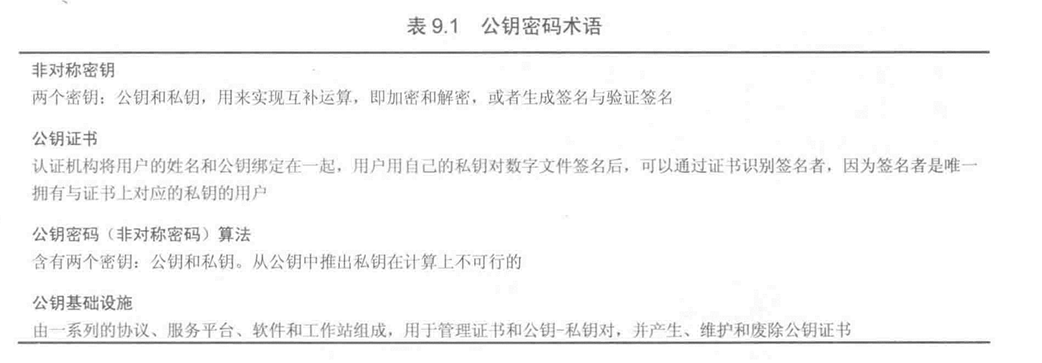 表 9.1 公钥密码术语
非对称密钥
两个密钥：公钥和私钥，用来实现互补运算，即加密和解密，或者生成签名与验证签名
公钥证书
认证机构将用户的姓名和公钥绑定在一起，用户用自己的私钥对数字文件签名后，可以通过证书识别签名者，因为签名者是唯一
拥有与证书上对应的私钥的用户
公钥密码（非对称密码）算法
含有两个密钥：公钥和私钥。从公钥中推出私钥在计算上不可行的
公钥基础设施
由一系列的协议、服务平台、软件和工作站组成，用于管理证书和公钥-私钥对，并产生、维护和废除公钥证书